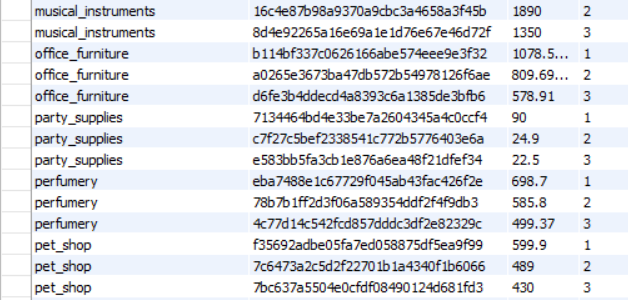 musical_instruments 16c4e87b98a9370a9cbc3a4658a3f45b 1890 2
musical_instruments 8d4e92265a16e69a1e1d76e67e46d72f 1350 3
office_furniture b114bf337c0626166abe574eee9e3f32 1078.5... 1
office_furniture a0265e3673ba47db572b54978126f6ae 809.69... 2
office_furniture d6fe3b4ddecd4a8393c6a1385de3bfb6 578.91 3
party_supplies 7134464bd4e33be7a2604345a4c0ccf4 90 1
party_supplies c7f27c5bef2338541c772b5776403e6a 24.9 2
party_supplies e583bb5fa3cb1e876a6ea48f21dfef34 22.5 3
perfumery eba7488e1c67729f045ab43fac426f2e 698.7 1
perfumery 78b7b1ff2d3f06a589354ddf2f4f9db3 585.8 2
perfumery 4c77d14c542fcd857dddc3df2e82329c 499.37 3
pet_shop f35692adbe05fa7ed058875df5ea9f99 599.9 1
pet_shop 7c6473a2c5d2f22701b1a4340f1b6066 489 2
pet_shop 7bc637a5504e0cfdf08490124d681fd3 430 3